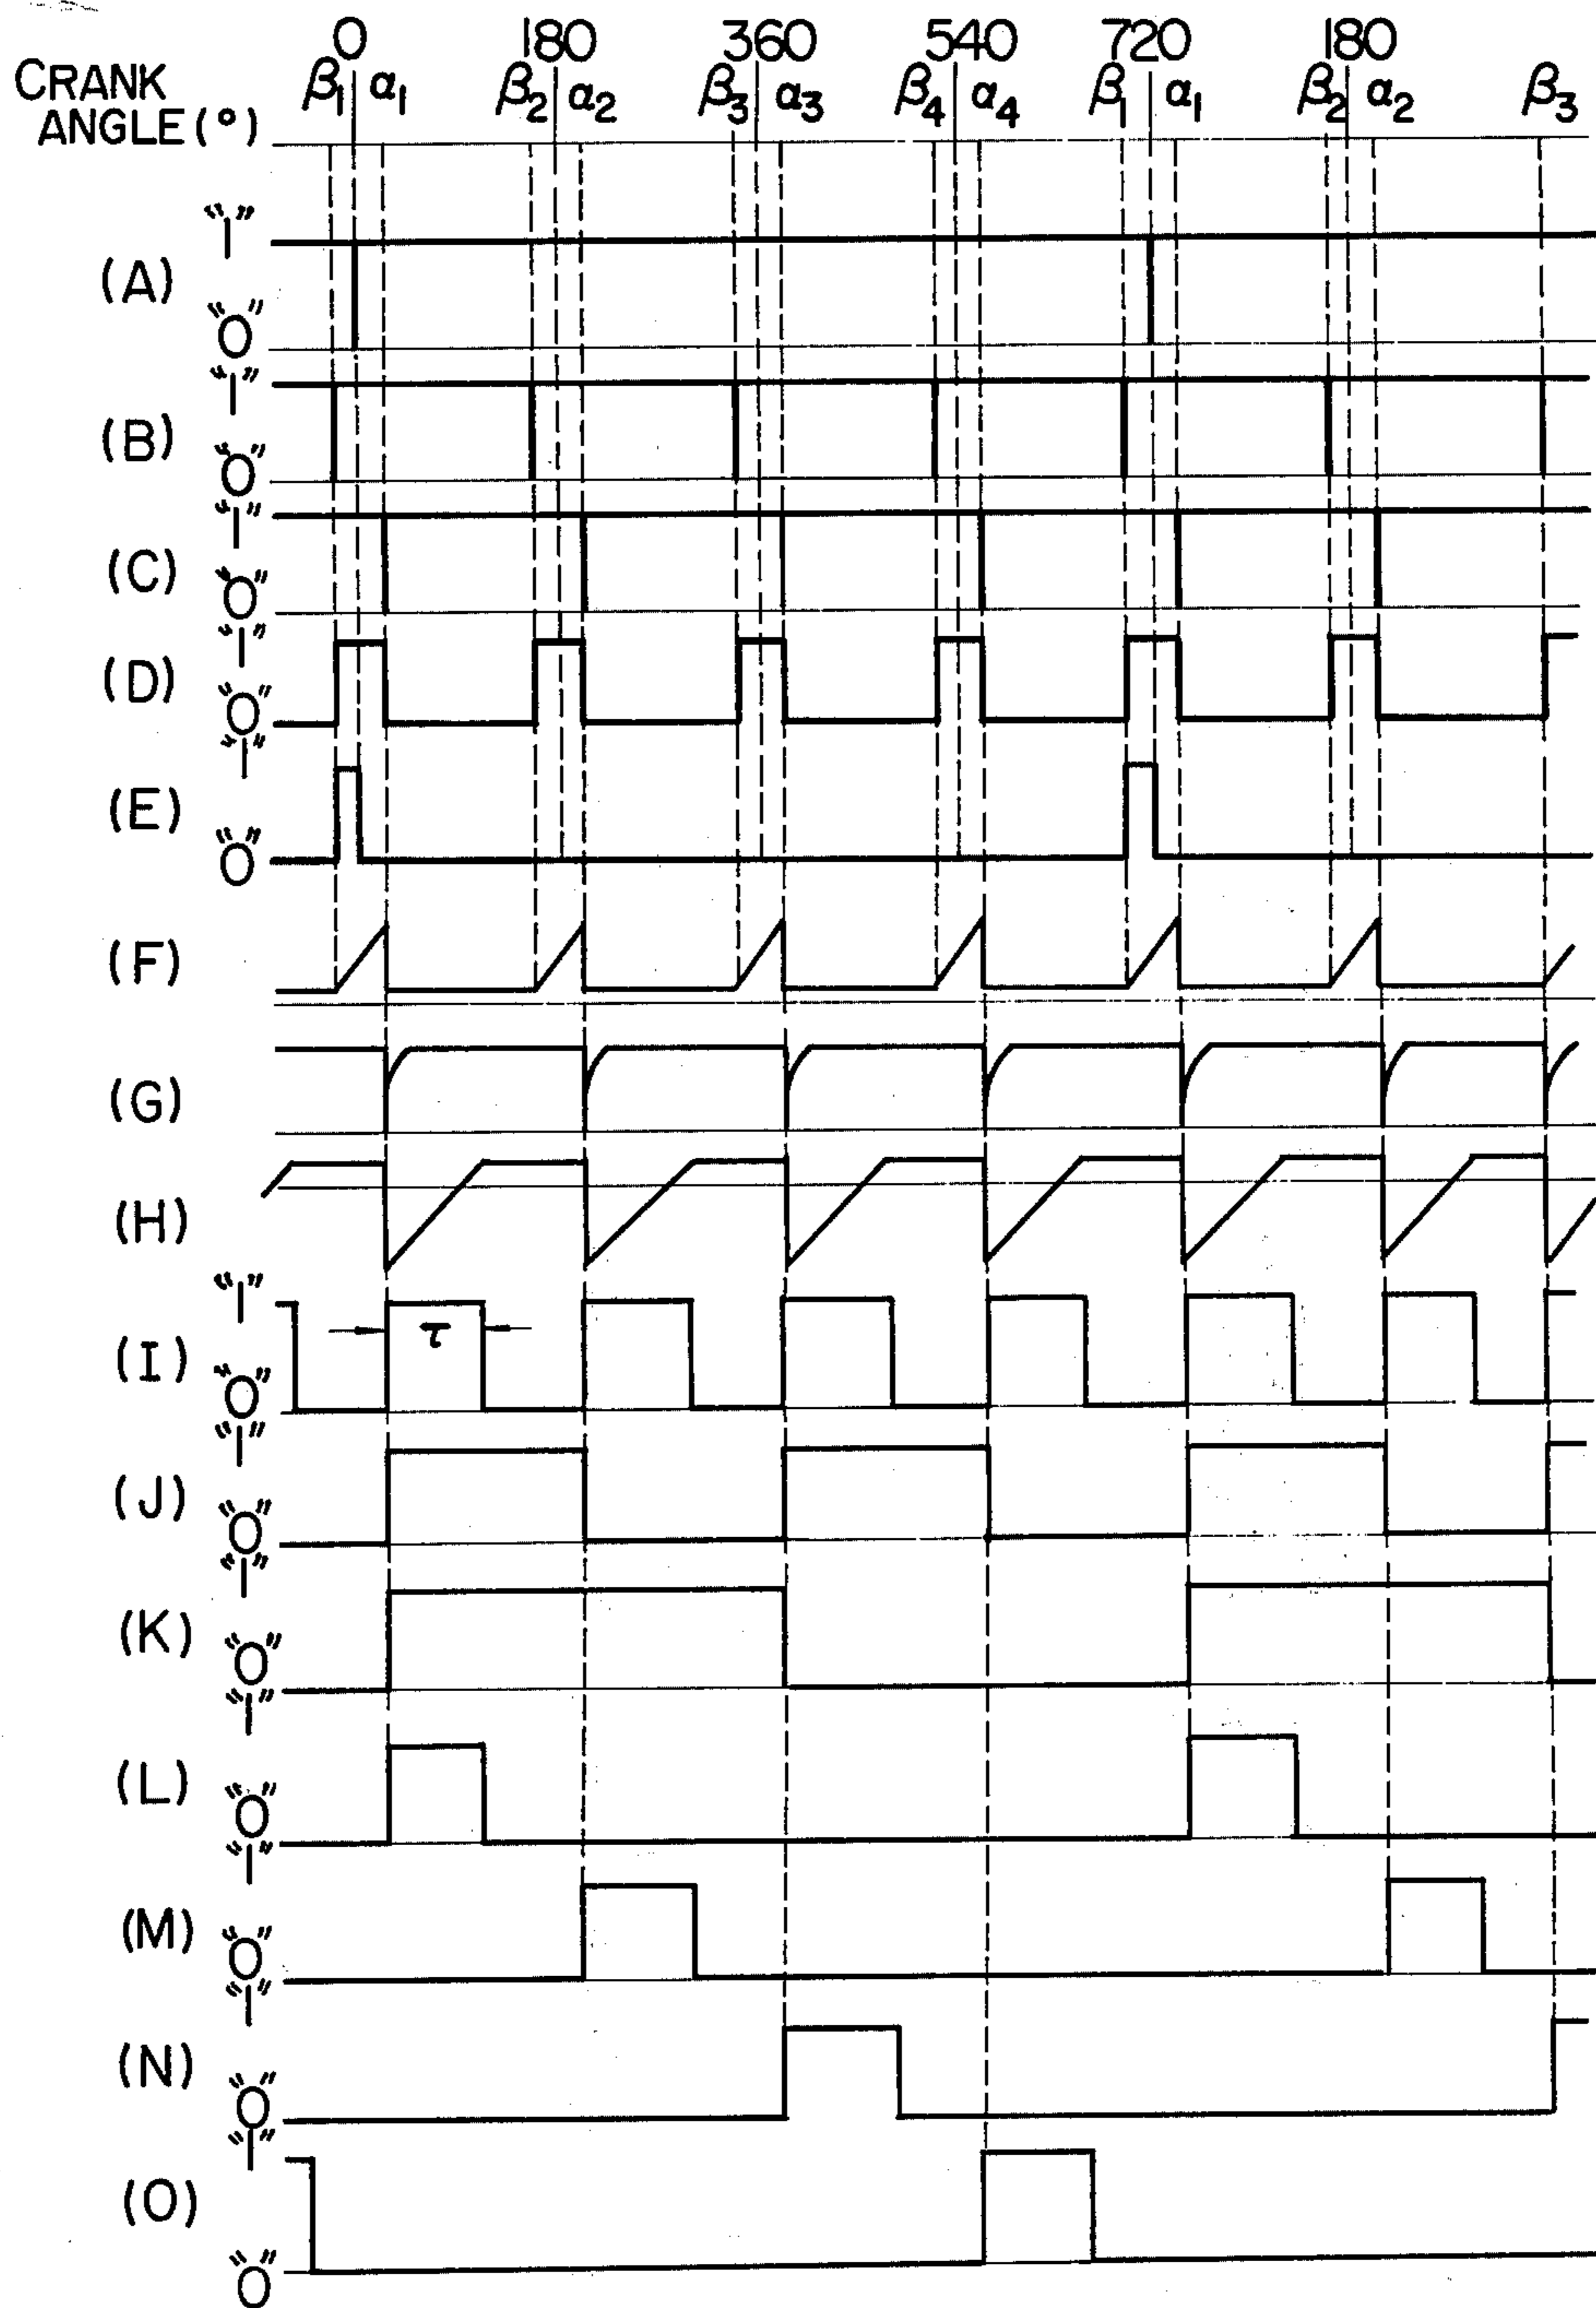 0 180 360 540 720 180
CRANK ANGLE(°)
β₁ α₁ β₂ α₂ β₃ α₃ β₄ α₄ β₁ α₁ β₂ α₂ β₃
"1"
(A)
"0"
"1"
(B)
"0"
"1"
(C)
"0"
"1"
(D)
"0"
"1"
(E)
"0"
(F)
(G)
(H)
"1"
τ
(I)
"0"
"1"
(J)
"0"
"1"
(K)
"0"
"1"
(L)
"0"
"1"
(M)
"0"
"1"
(N)
"0"
"1"
(O)
"0"